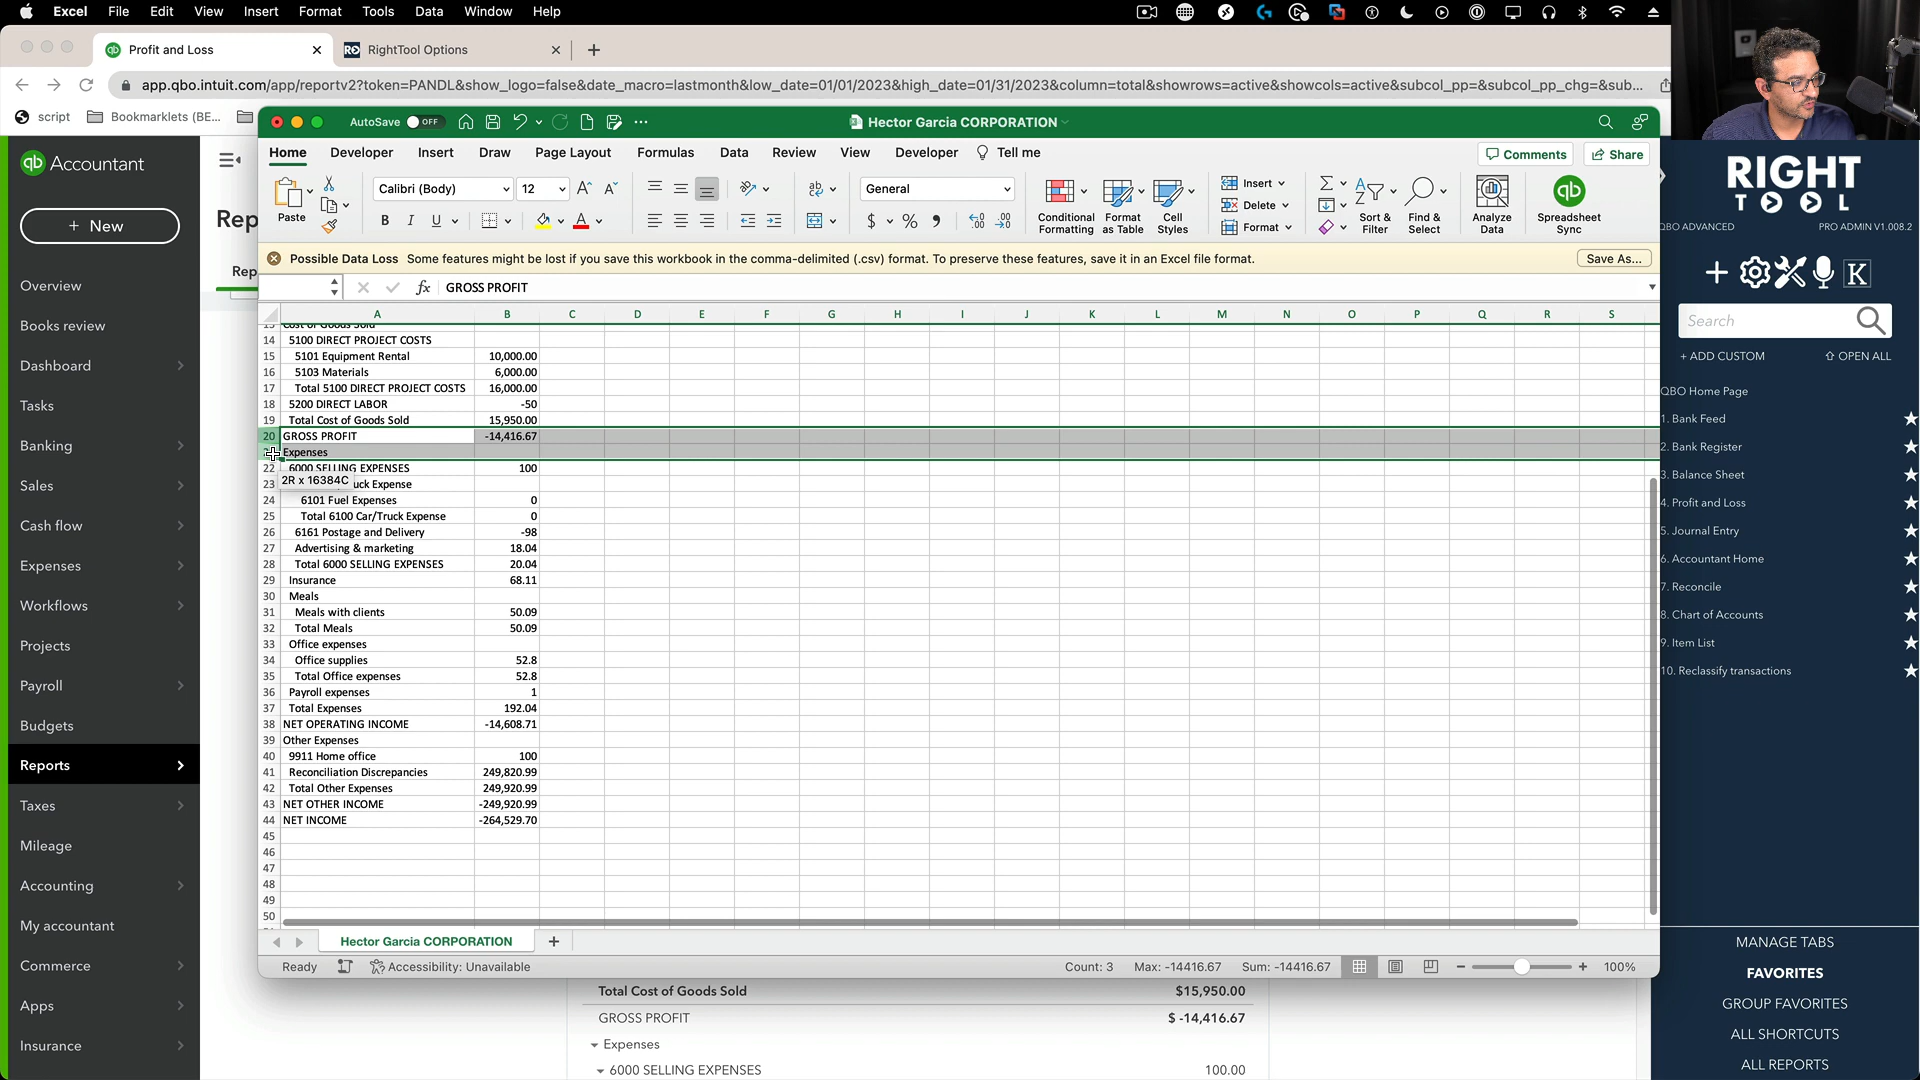 Excel File Edit View Insert Format Tools Data Window Help
Profit and Loss
RightTool Options
app.qbo.intuit.com/app/reportv2?token=PANDL&show_logo=false&date_macro=lastmonth&low_date=01/01/2023&high_date=01/31/2023&column=total&showrows=active&showcols=active&subcol_pp=&subcol_pp_chg=&sub...
script
Bookmarklets (BE...
qb Accountant
+ New
Overview
Books review
Dashboard
Tasks
Banking
Sales
Cash flow
Expenses
Workflows
Projects
Payroll
Budgets
Reports
Taxes
Mileage
Accounting
My accountant
Commerce
Apps
Insurance
Rep
Rep
AutoSave OFF
Hector Garcia CORPORATION
Home Developer Insert Draw Page Layout Formulas Data Review View Developer Tell me
Comments Share
Paste
Calibri (Body) 12
B I U
General
$ %
Conditional Formatting
Format as Table
Cell Styles
Insert
Delete
Format
Sort & Filter
Find & Select
Analyze Data
Spreadsheet Sync
Possible Data Loss Some features might be lost if you save this workbook in the comma-delimited (.csv) format. To preserve these features, save it in an Excel file format.
Save As...
fx GROSS PROFIT
A B C D E F G H I J K L M N O P Q R S
13 Cost of Goods Sold
14 5100 DIRECT PROJECT COSTS
15 5101 Equipment Rental 10,000.00
16 5103 Materials 6,000.00
17 Total 5100 DIRECT PROJECT COSTS 16,000.00
18 5200 DIRECT LABOR -50
19 Total Cost of Goods Sold 15,950.00
20 GROSS PROFIT -14,416.67
Expenses
22 6000 SELLING EXPENSES 100
2R x 16384C
23 uck Expense
24 6101 Fuel Expenses 0
25 Total 6100 Car/Truck Expense 0
26 6161 Postage and Delivery -98
27 Advertising & marketing 18.04
28 Total 6000 SELLING EXPENSES 20.04
29 Insurance 68.11
30 Meals
31 Meals with clients 50.09
32 Total Meals 50.09
33 Office expenses
34 Office supplies 52.8
35 Total Office expenses 52.8
36 Payroll expenses 1
37 Total Expenses 192.04
38 NET OPERATING INCOME -14,608.71
39 Other Expenses
40 9911 Home office 100
41 Reconciliation Discrepancies 249,820.99
42 Total Other Expenses 249,920.99
43 NET OTHER INCOME -249,920.99
44 NET INCOME -264,529.70
45
46
47
48
49
50
Hector Garcia CORPORATION
Ready
Accessibility: Unavailable
Count: 3 Max: -14416.67 Sum: -14416.67
100%
Total Cost of Goods Sold $15,950.00
GROSS PROFIT $ -14,416.67
Expenses
6000 SELLING EXPENSES 100.00
RIGHT
TOOL
QBO ADVANCED PRO ADMIN V1.008.2
K
Search
+ ADD CUSTOM OPEN ALL
QBO Home Page
1. Bank Feed
2. Bank Register
3. Balance Sheet
4. Profit and Loss
5. Journal Entry
6. Accountant Home
7. Reconcile
8. Chart of Accounts
9. Item List
10. Reclassify transactions
MANAGE TABS
FAVORITES
GROUP FAVORITES
ALL SHORTCUTS
ALL REPORTS